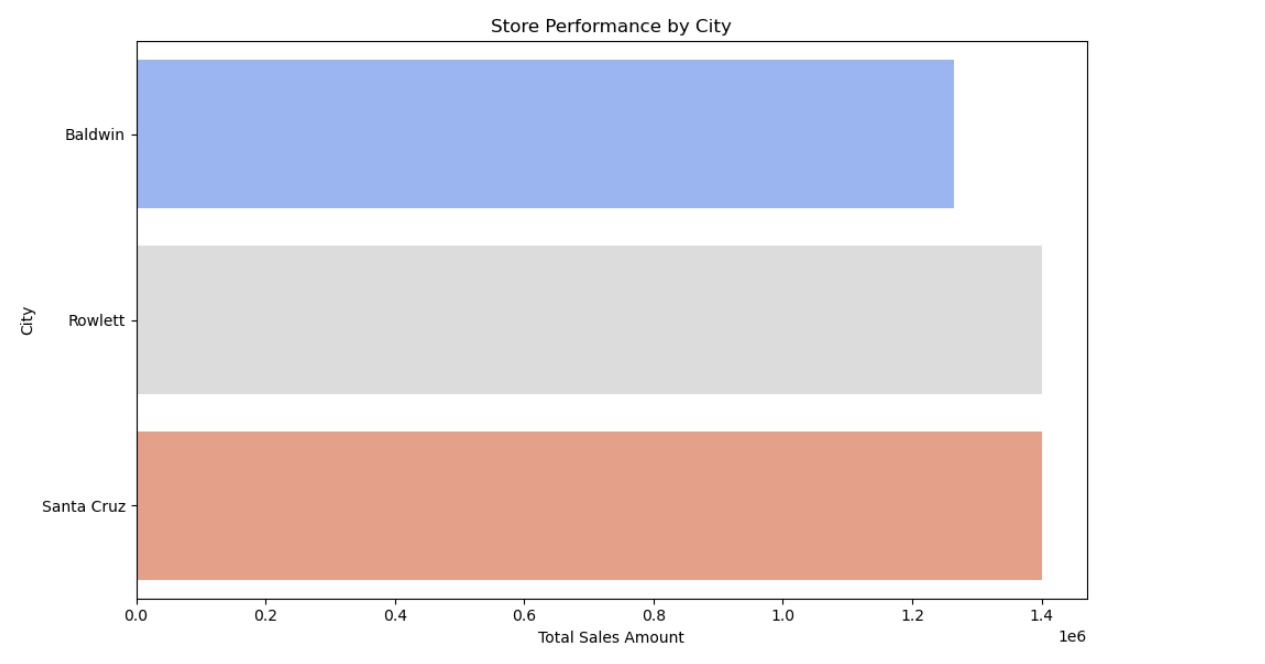 Store Performance by City
Baldwin
Rowlett
Santa Cruz
City
0.0 0.2 0.4 0.6 0.8 1.0 1.2 1.4
1e6
Total Sales Amount